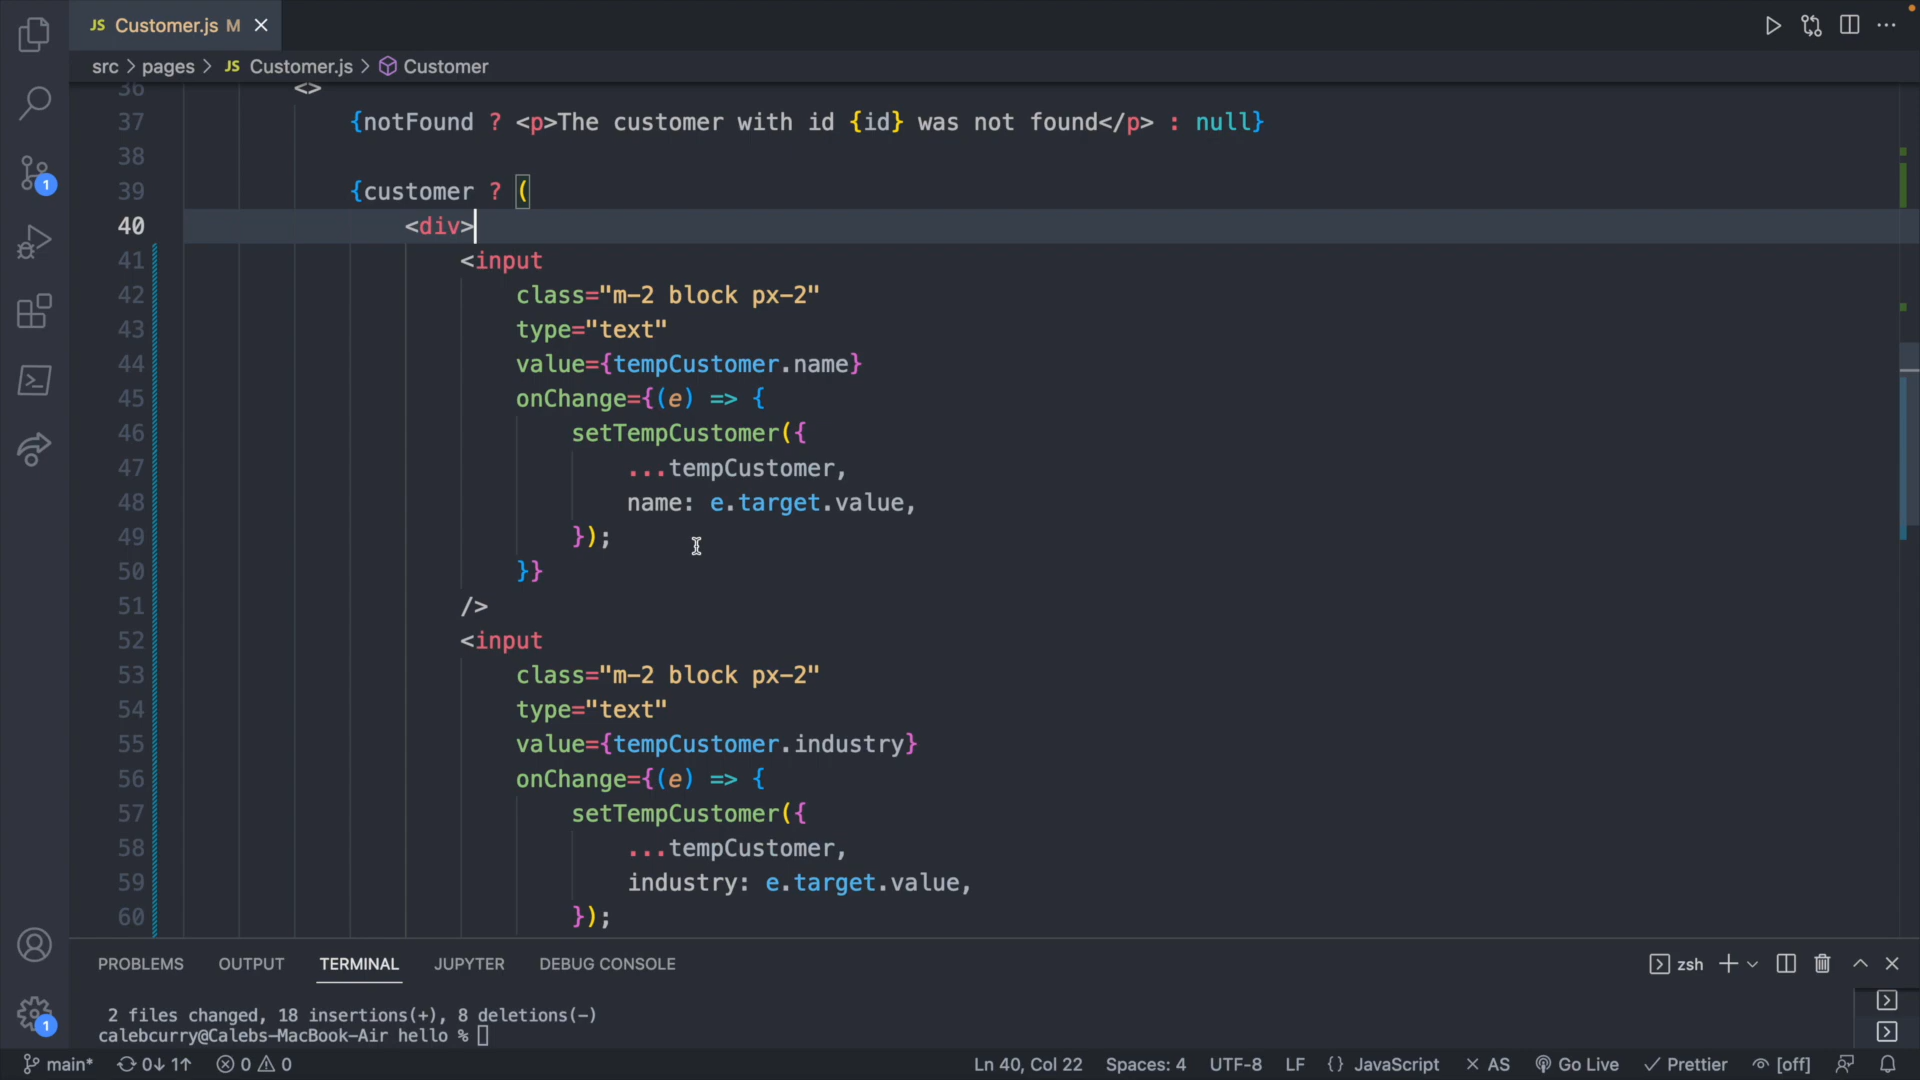 JS Customer.js M
src > pages > JS Customer.js > Customer
36 <>
37 {notFound ? <p>The customer with id {id} was not found</p> : null}
38
39 {customer ? (
40 <div>
41 <input
42 class="m-2 block px-2"
43 type="text"
44 value={tempCustomer.name}
45 onChange={(e) => {
46 setTempCustomer({
47 ...tempCustomer,
48 name: e.target.value,
49 });
50 }}
51 />
52 <input
53 class="m-2 block px-2"
54 type="text"
55 value={tempCustomer.industry}
56 onChange={(e) => {
57 setTempCustomer({
58 ...tempCustomer,
59 industry: e.target.value,
60 });
1
1
PROBLEMS OUTPUT TERMINAL JUPYTER DEBUG CONSOLE zsh
2 files changed, 18 insertions(+), 8 deletions(-)
calebcurry@Calebs-MacBook-Air hello %
main* 0↓ 1↑ 0 0 Ln 40, Col 22 Spaces: 4 UTF-8 LF {} JavaScript × AS Go Live ✓ Prettier [off]